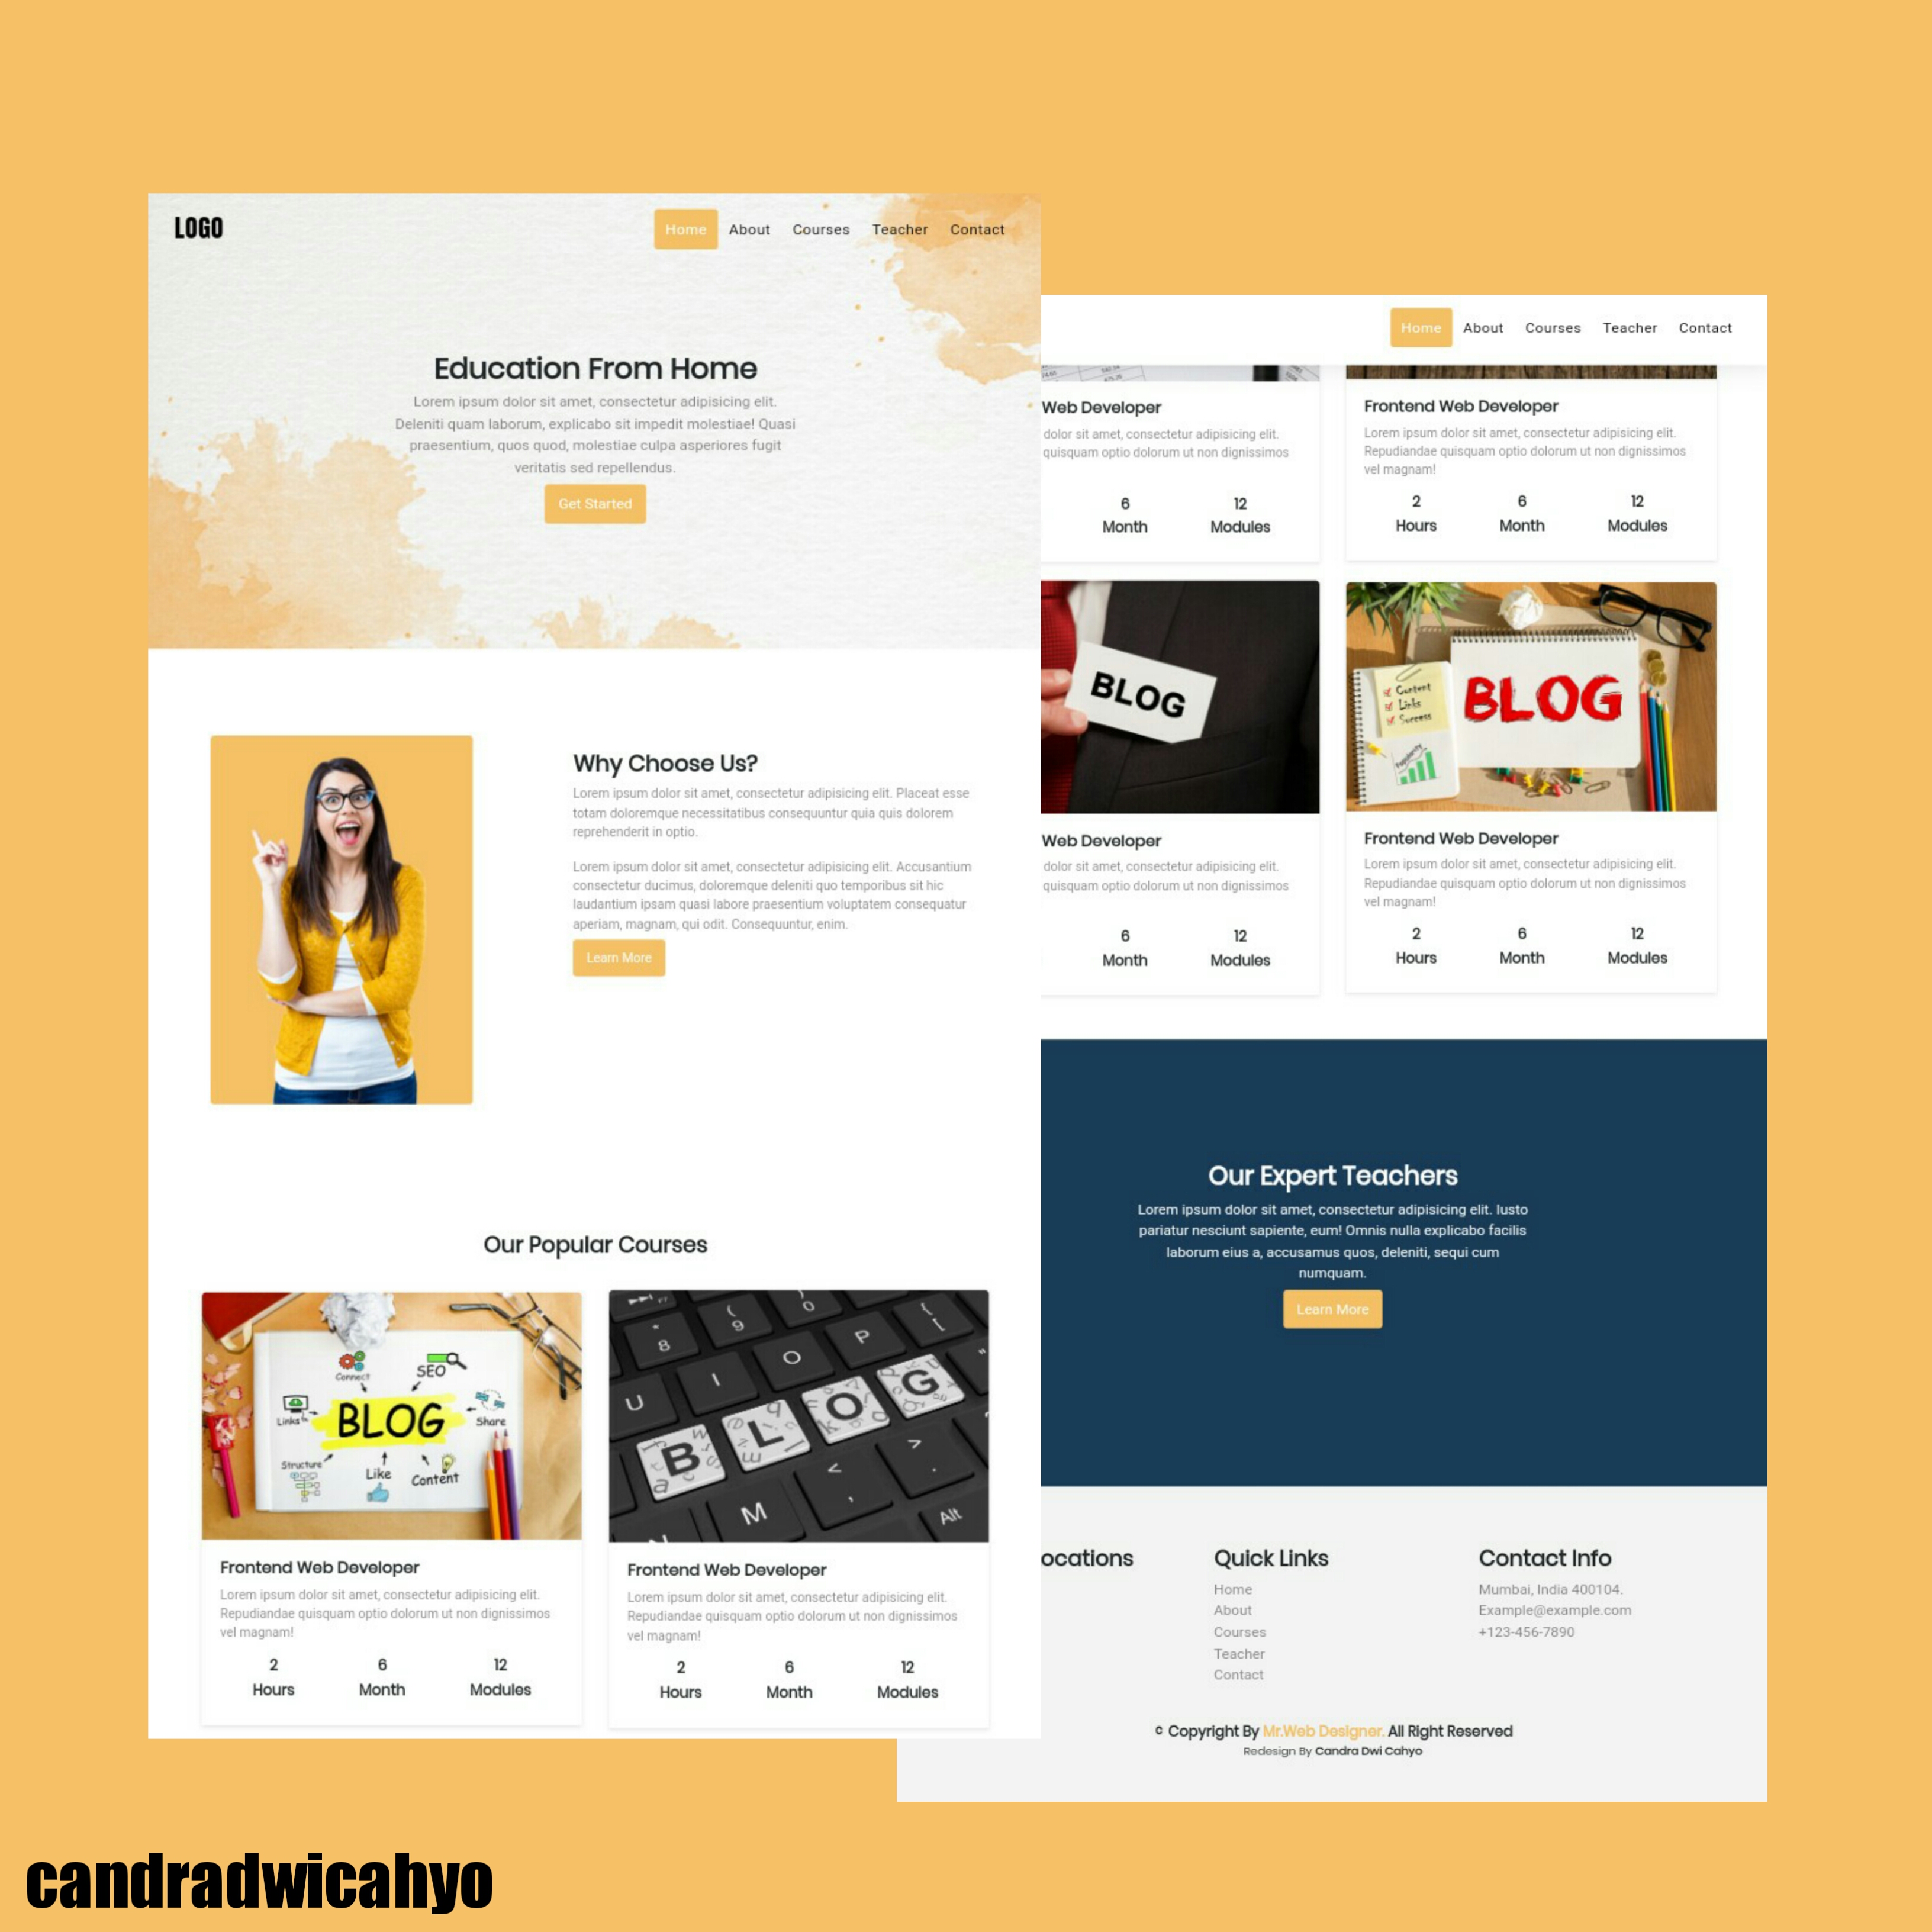 LOGO
Home About Courses Teacher Contact
Education From Home
Lorem ipsum dolor sit amet, consectetur adipisicing elit.
Deleniti quam laborum, explicabo sit impedit molestiae! Quasi
praesentium, quos quod, molestiae culpa asperiores fugit
veritatis sed repellendus.
Get Started
Why Choose Us?
Lorem ipsum dolor sit amet, consectetur adipisicing elit. Placeat esse
totam doloremque necessitatibus consequuntur quia quis dolorem
reprehenderit in optio.
Lorem ipsum dolor sit amet, consectetur adipisicing elit. Accusantium
consectetur ducimus, doloremque deleniti quo temporibus sit hic
laudantium ipsam quasi labore praesentium voluptatem consequatur
aperiam, magnam, qui odit. Consequuntur, enim.
Learn More
Our Popular Courses
Connect
SEO
Links
BLOG
Share
Structure
Like
Content
Frontend Web Developer
Lorem ipsum dolor sit amet, consectetur adipisicing elit.
Repudiandae quisquam optio dolorum ut non dignissimos
vel magnam!
2 6 12
Hours Month Modules
8 9 0
U I O P
B L O G
M Alt
Frontend Web Developer
Lorem ipsum dolor sit amet, consectetur adipisicing elit.
Repudiandae quisquam optio dolorum ut non dignissimos
vel magnam!
2 6 12
Hours Month Modules
Home About Courses Teacher Contact
Web Developer
dolor sit amet, consectetur adipisicing elit.
quisquam optio dolorum ut non dignissimos
6 12
Month Modules
Frontend Web Developer
Lorem ipsum dolor sit amet, consectetur adipisicing elit.
Repudiandae quisquam optio dolorum ut non dignissimos
vel magnam!
2 6 12
Hours Month Modules
BLOG
Web Developer
dolor sit amet, consectetur adipisicing elit.
quisquam optio dolorum ut non dignissimos
6 12
Month Modules
Content
Links
Success
BLOG
Popularity
Frontend Web Developer
Lorem ipsum dolor sit amet, consectetur adipisicing elit.
Repudiandae quisquam optio dolorum ut non dignissimos
vel magnam!
2 6 12
Hours Month Modules
Our Expert Teachers
Lorem ipsum dolor sit amet, consectetur adipisicing elit. Iusto
pariatur nesciunt sapiente, eum! Omnis nulla explicabo facilis
laborum eius a, accusamus quos, deleniti, sequi cum
numquam.
Learn More
ocations
Quick Links
Home
About
Courses
Teacher
Contact
Contact Info
Mumbai, India 400104.
Example@example.com
+123-456-7890
© Copyright By Mr.Web Designer. All Right Reserved
Redesign By Candra Dwi Cahyo
candradwicahyo